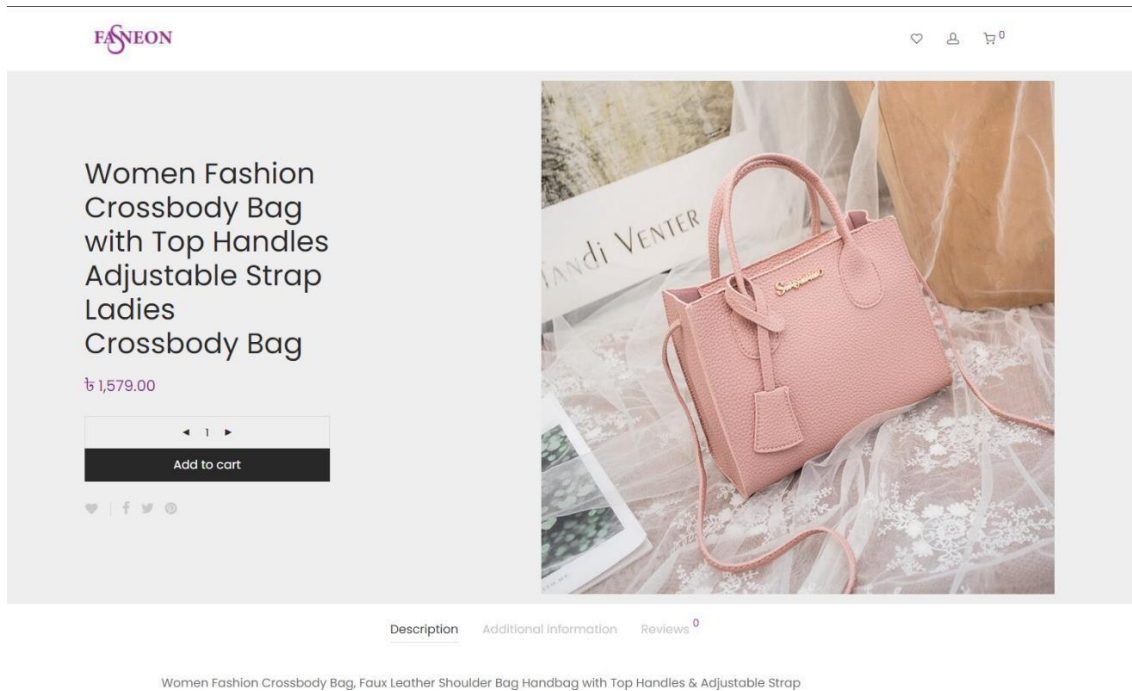 FASNEON
0
Women Fashion
Crossbody Bag
with Top Handles
Adjustable Strap
Ladies
Crossbody Bag
৳ 1,579.00
◄ 1 ►
Add to cart
VENTER
Description Additional information Reviews 0
Women Fashion Crossbody Bag, Faux Leather Shoulder Bag Handbag with Top Handles & Adjustable Strap